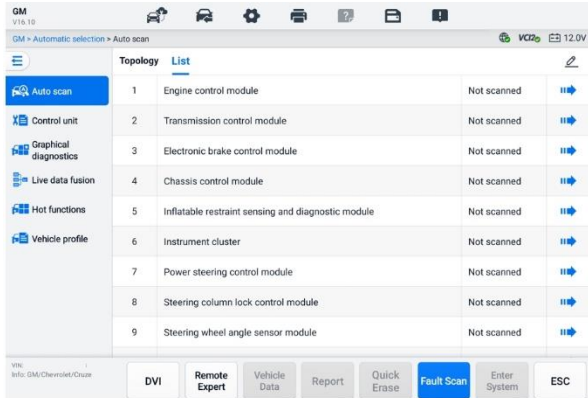 GM
V16.10
GM > Automatic selection > Auto scan
VCI2 12.0V
Topology List
Auto scan
Control unit
Graphical
diagnostics
Live data fusion
Hot functions
Vehicle profile
1 Engine control module Not scanned
2 Transmission control module Not scanned
3 Electronic brake control module Not scanned
4 Chassis control module Not scanned
5 Inflatable restraint sensing and diagnostic module Not scanned
6 Instrument cluster Not scanned
7 Power steering control module Not scanned
8 Steering column lock control module Not scanned
9 Steering wheel angle sensor module Not scanned
VIN:
Info: GM/Chevrolet/Cruze
DVI
Remote
Expert
Vehicle
Data
Report
Quick
Erase
Fault Scan
Enter
System
ESC